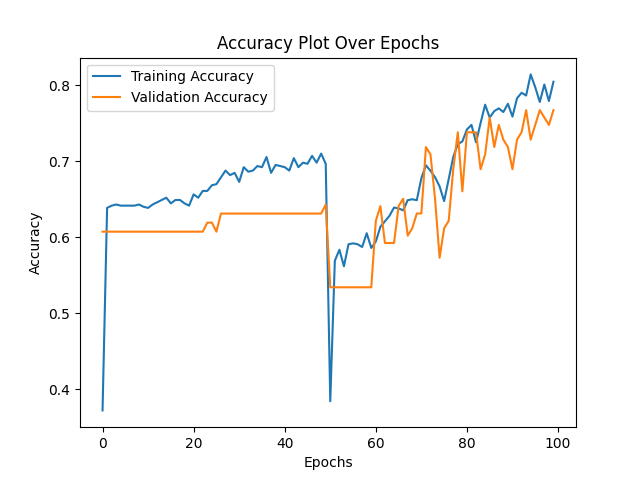 Accuracy Plot Over Epochs
Training Accuracy
Validation Accuracy
0.8
0.7
0.6
0.5
0.4
Accuracy
0 20 40 60 80 100
Epochs